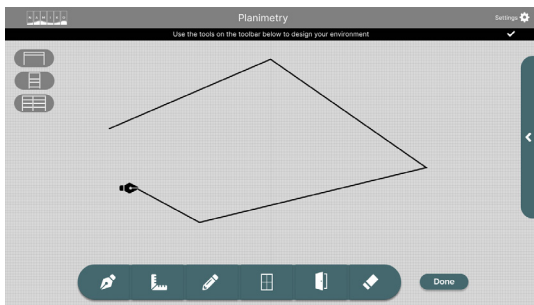 Planimetry
Settings
Use the tools on the toolbar below to design your environment
Done